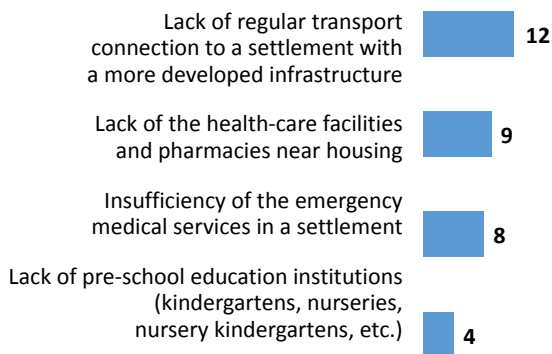 Lack of regular transport
connection to a settlement with
a more developed infrastructure
12
Lack of the health-care facilities
and pharmacies near housing
9
Insufficiency of the emergency
medical services in a settlement
8
Lack of pre-school education institutions
(kindergartens, nurseries,
nursery kindergartens, etc.)
4